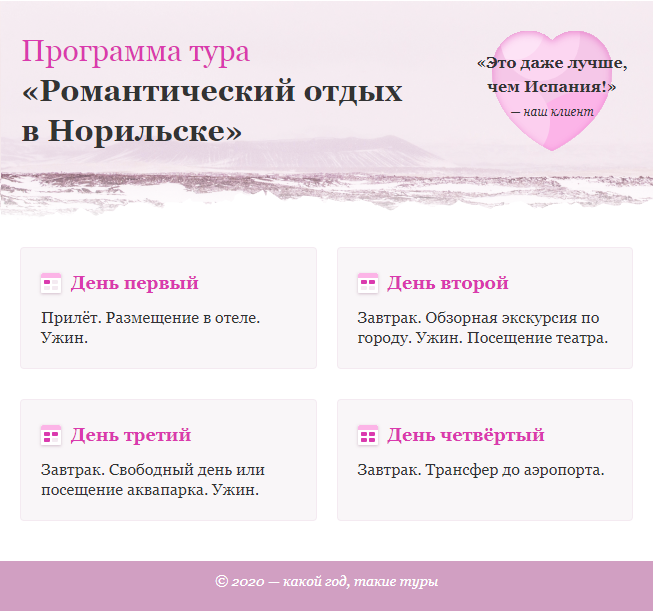 Программа тура
«Романтический отдых
в Норильске»
«Это даже лучше,
чем Испания!»
— наш клиент
День первый
Прилёт. Размещение в отеле.
Ужин.
День второй
Завтрак. Обзорная экскурсия по
городу. Ужин. Посещение театра.
День третий
Завтрак. Свободный день или
посещение аквапарка. Ужин.
День четвёртый
Завтрак. Трансфер до аэропорта.
© 2020 — какой год, такие туры